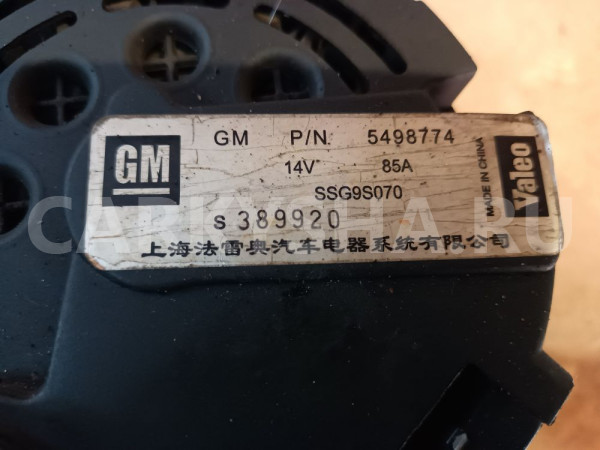 GM GM P/N 5498774
14V 85A
SSG9S070
S 389920
上海法雷奥汽车电器系统有限公司
MADE IN CHINA
Valeo
CARKYSHA.RU